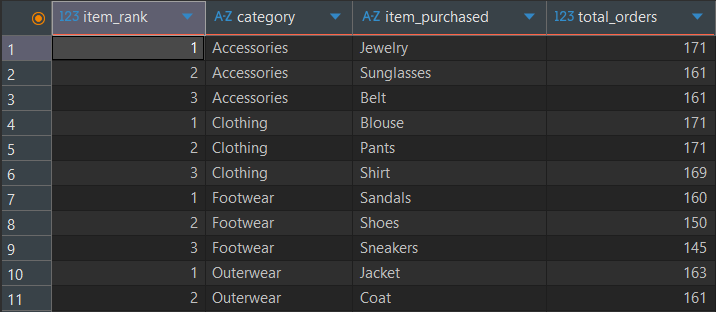 123 item_rank A-Z category A-Z item_purchased 123 total_orders
1 1 Accessories Jewelry 171
2 2 Accessories Sunglasses 161
3 3 Accessories Belt 161
4 1 Clothing Blouse 171
5 2 Clothing Pants 171
6 3 Clothing Shirt 169
7 1 Footwear Sandals 160
8 2 Footwear Shoes 150
9 3 Footwear Sneakers 145
10 1 Outerwear Jacket 163
11 2 Outerwear Coat 161